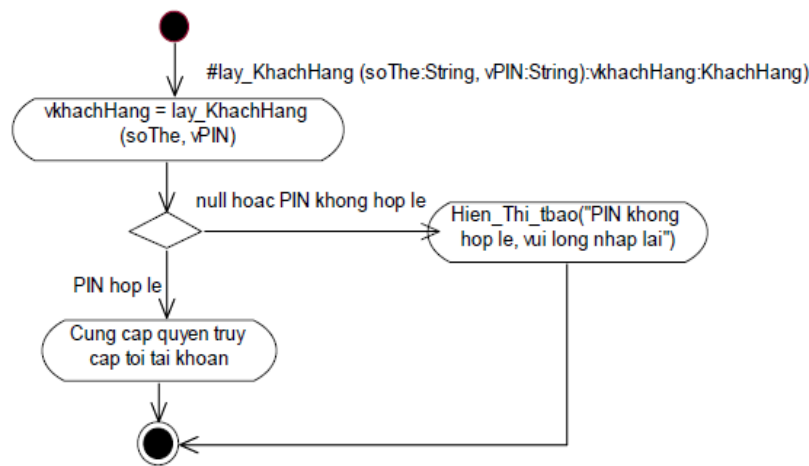 #lay_KhachHang (soThe:String, vPIN:String):vkhachHang:KhachHang)
vkhachHang = lay_KhachHang
(soThe, vPIN)
null hoac PIN khong hop le
Hien_Thi_tbao("PIN khong
hop le, vui long nhap lai")
PIN hop le
Cung cap quyen truy
cap toi tai khoan